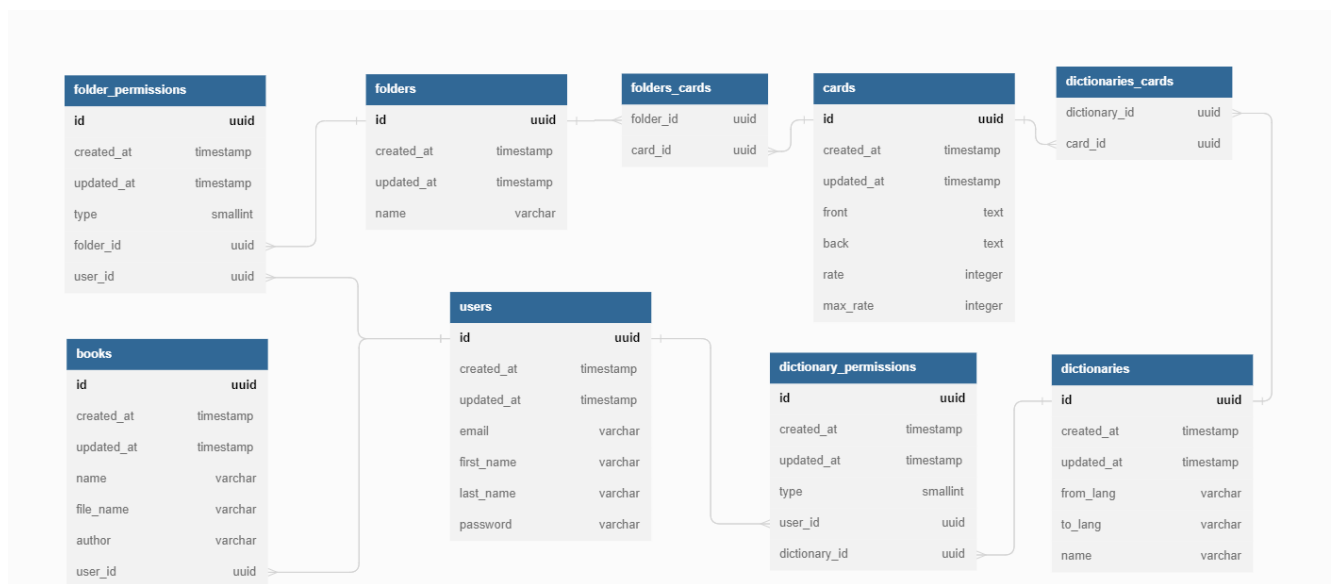 folder_permissions
id uuid
created_at timestamp
updated_at timestamp
type smallint
folder_id uuid
user_id uuid
folders
id uuid
created_at timestamp
updated_at timestamp
name varchar
folders_cards
folder_id uuid
card_id uuid
cards
id uuid
created_at timestamp
updated_at timestamp
front text
back text
rate integer
max_rate integer
dictionaries_cards
dictionary_id uuid
card_id uuid
books
id uuid
created_at timestamp
updated_at timestamp
name varchar
file_name varchar
author varchar
user_id uuid
users
id uuid
created_at timestamp
updated_at timestamp
email varchar
first_name varchar
last_name varchar
password varchar
dictionary_permissions
id uuid
created_at timestamp
updated_at timestamp
type smallint
user_id uuid
dictionary_id uuid
dictionaries
id uuid
created_at timestamp
updated_at timestamp
from_lang varchar
to_lang varchar
name varchar